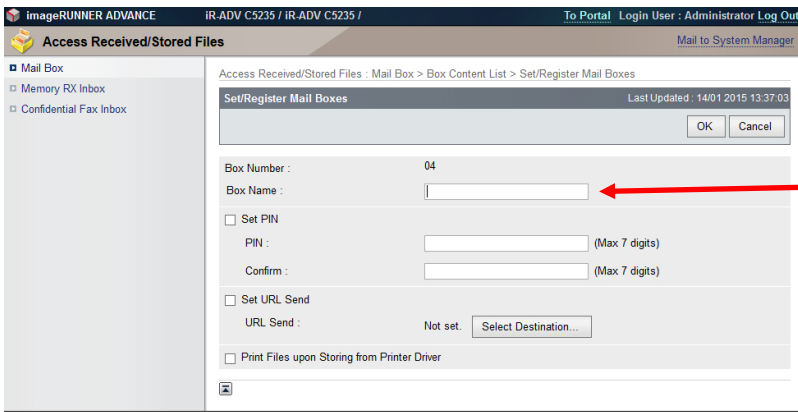 imageRUNNER ADVANCE iR-ADV C5235 / iR-ADV C5235 / To Portal Login User : Administrator Log Out
Access Received/Stored Files Mail to System Manager
Mail Box
Memory RX Inbox
Confidential Fax Inbox
Access Received/Stored Files : Mail Box > Box Content List > Set/Register Mail Boxes
Set/Register Mail Boxes Last Updated : 14/01 2015 13:37:03
OK Cancel
Box Number : 04
Box Name :
Set PIN
PIN : (Max 7 digits)
Confirm : (Max 7 digits)
Set URL Send
URL Send : Not set. Select Destination...
Print Files upon Storing from Printer Driver